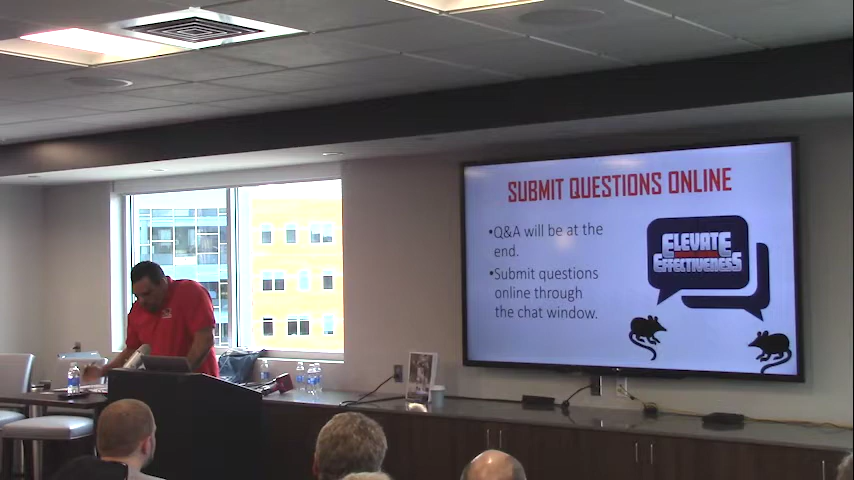 SUBMIT QUESTIONS ONLINE
•Q&A will be at the
end.
•Submit questions
online through
the chat window.
ELEVATE
EFFECTIVENESS